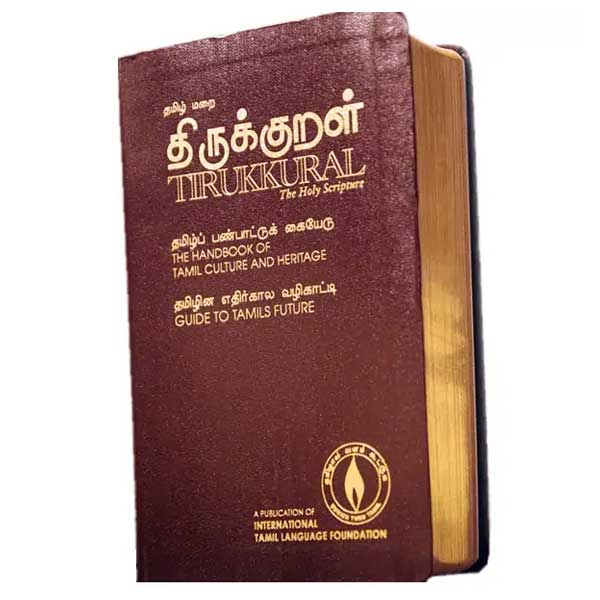 தமிழ் மறை
திருக்குறள்
TIRUKKURAL
The Holy Scripture
தமிழ்ப் பண்பாட்டுக் கையேடு
THE HANDBOOK OF
TAMIL CULTURE AND HERITAGE
தமிழின எதிர்கால வழிகாட்டி
GUIDE TO TAMILS FUTURE
A PUBLICATION OF
INTERNATIONAL
TAMIL LANGUAGE FOUNDATION